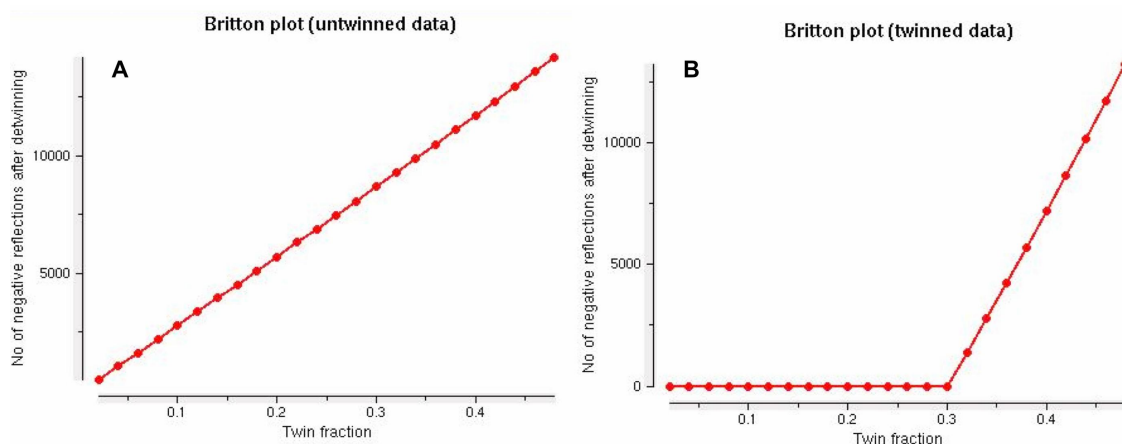 Britton plot (untwinned data)
A
No of negative reflections after detwinning
10000
5000
0.1
0.2
0.3
0.4
Twin fraction
Britton plot (twinned data)
B
No of negative reflections after detwinning
10000
5000
0
0.1
0.2
0.3
0.4
Twin fraction